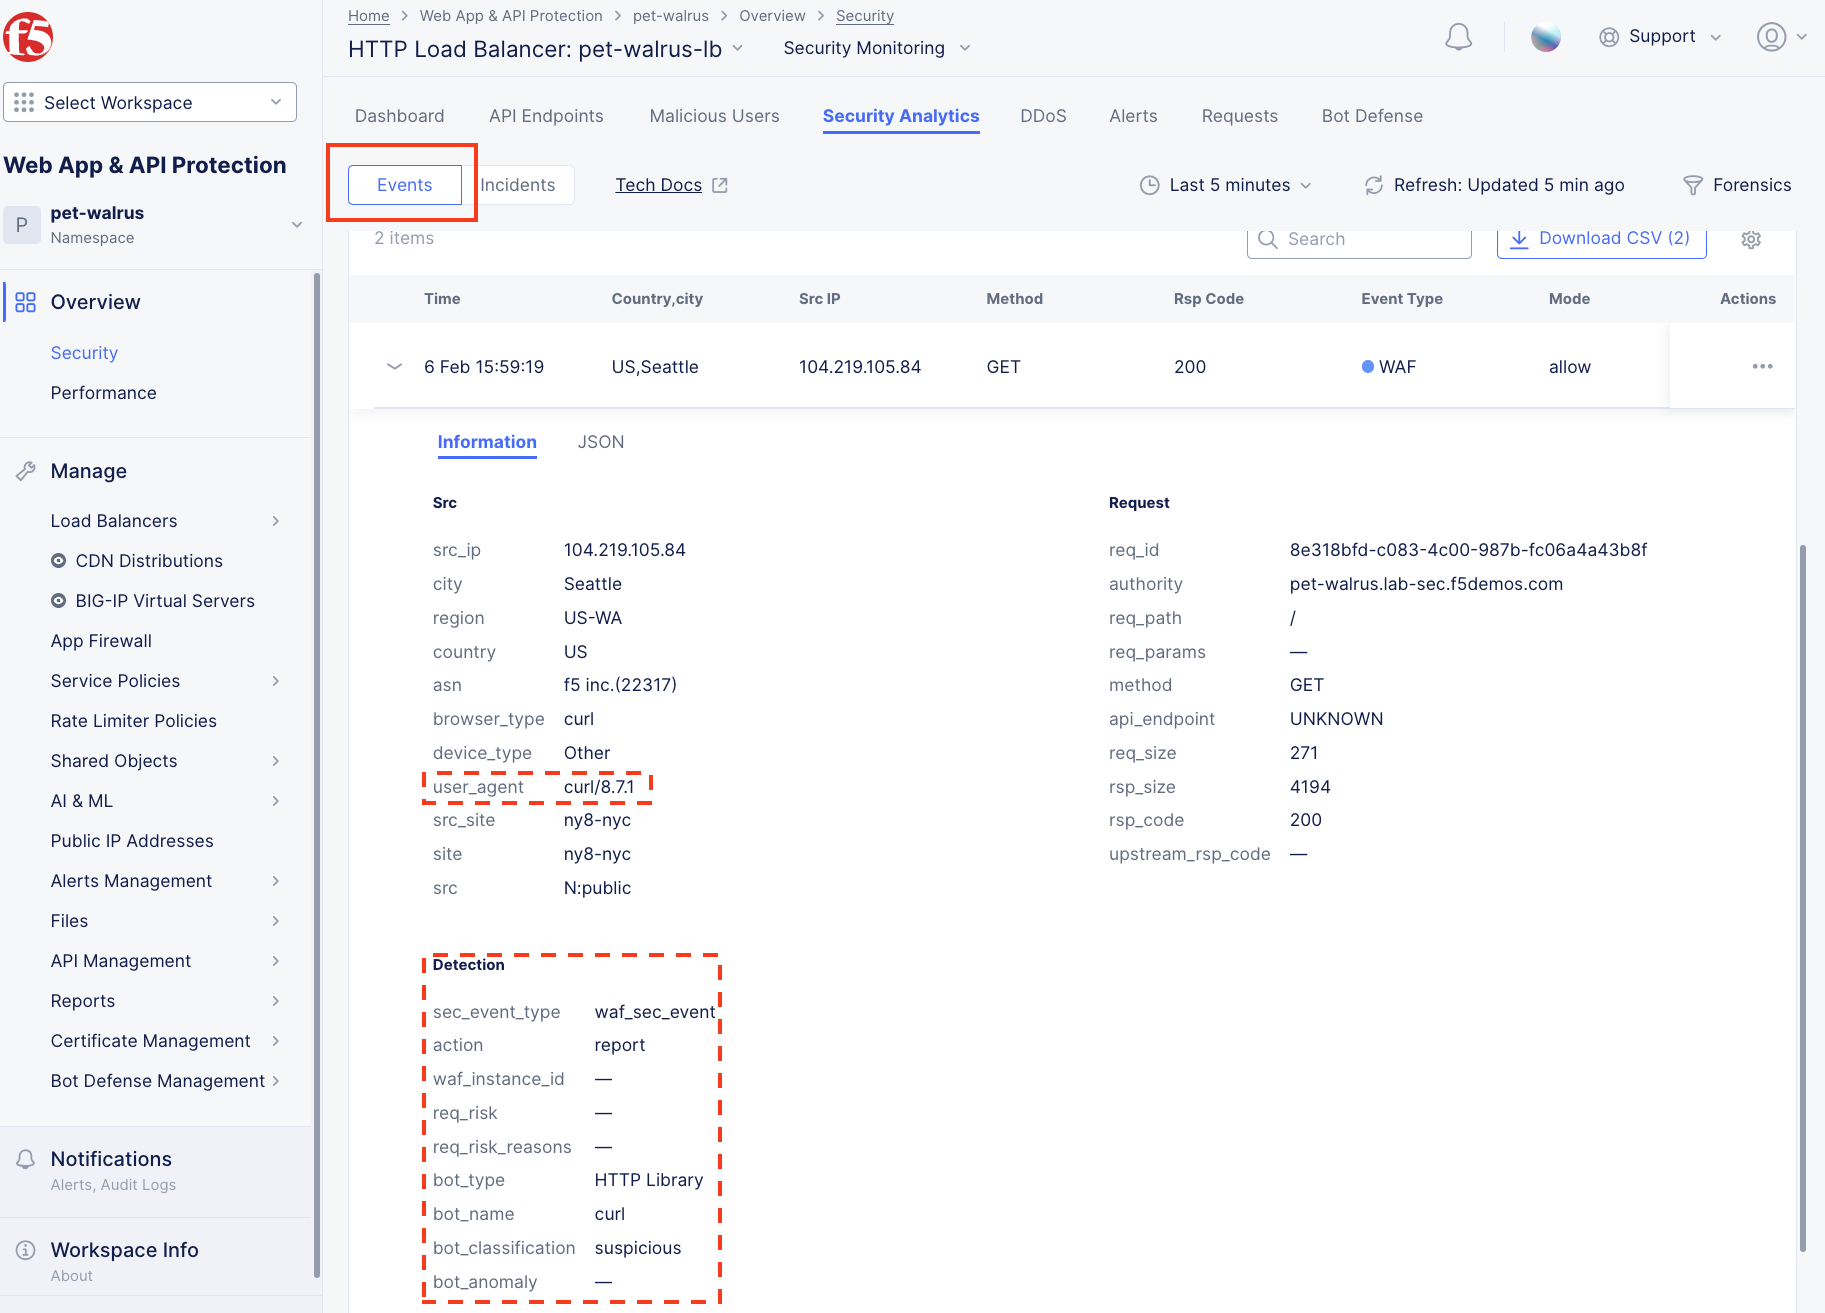 f5
Select Workspace
Web App & API Protection
P
pet-walrus
Namespace
Overview
Security
Performance
Manage
Load Balancers
CDN Distributions
BIG-IP Virtual Servers
App Firewall
Service Policies
Rate Limiter Policies
Shared Objects
AI & ML
Public IP Addresses
Alerts Management
Files
API Management
Reports
Certificate Management
Bot Defense Management
Notifications
Alerts, Audit Logs
Workspace Info
About
Home > Web App & API Protection > pet-walrus > Overview > Security
HTTP Load Balancer: pet-walrus-lb Security Monitoring
Support
Dashboard API Endpoints Malicious Users Security Analytics DDoS Alerts Requests Bot Defense
Events Incidents Tech Docs Last 5 minutes Refresh: Updated 5 min ago Forensics
2 items Search Download CSV (2)
Time Country,city Src IP Method Rsp Code Event Type Mode Actions
6 Feb 15:59:19 US,Seattle 104.219.105.84 GET 200 WAF allow
Information JSON
Src
src_ip 104.219.105.84
city Seattle
region US-WA
country US
asn f5 inc.(22317)
browser_type curl
device_type Other
user_agent curl/8.7.1
src_site ny8-nyc
site ny8-nyc
src N:public
Request
req_id 8e318bfd-c083-4c00-987b-fc06a4a43b8f
authority pet-walrus.lab-sec.f5demos.com
req_path /
req_params —
method GET
api_endpoint UNKNOWN
req_size 271
rsp_size 4194
rsp_code 200
upstream_rsp_code —
Detection
sec_event_type waf_sec_event
action report
waf_instance_id —
req_risk —
req_risk_reasons —
bot_type HTTP Library
bot_name curl
bot_classification suspicious
bot_anomaly —